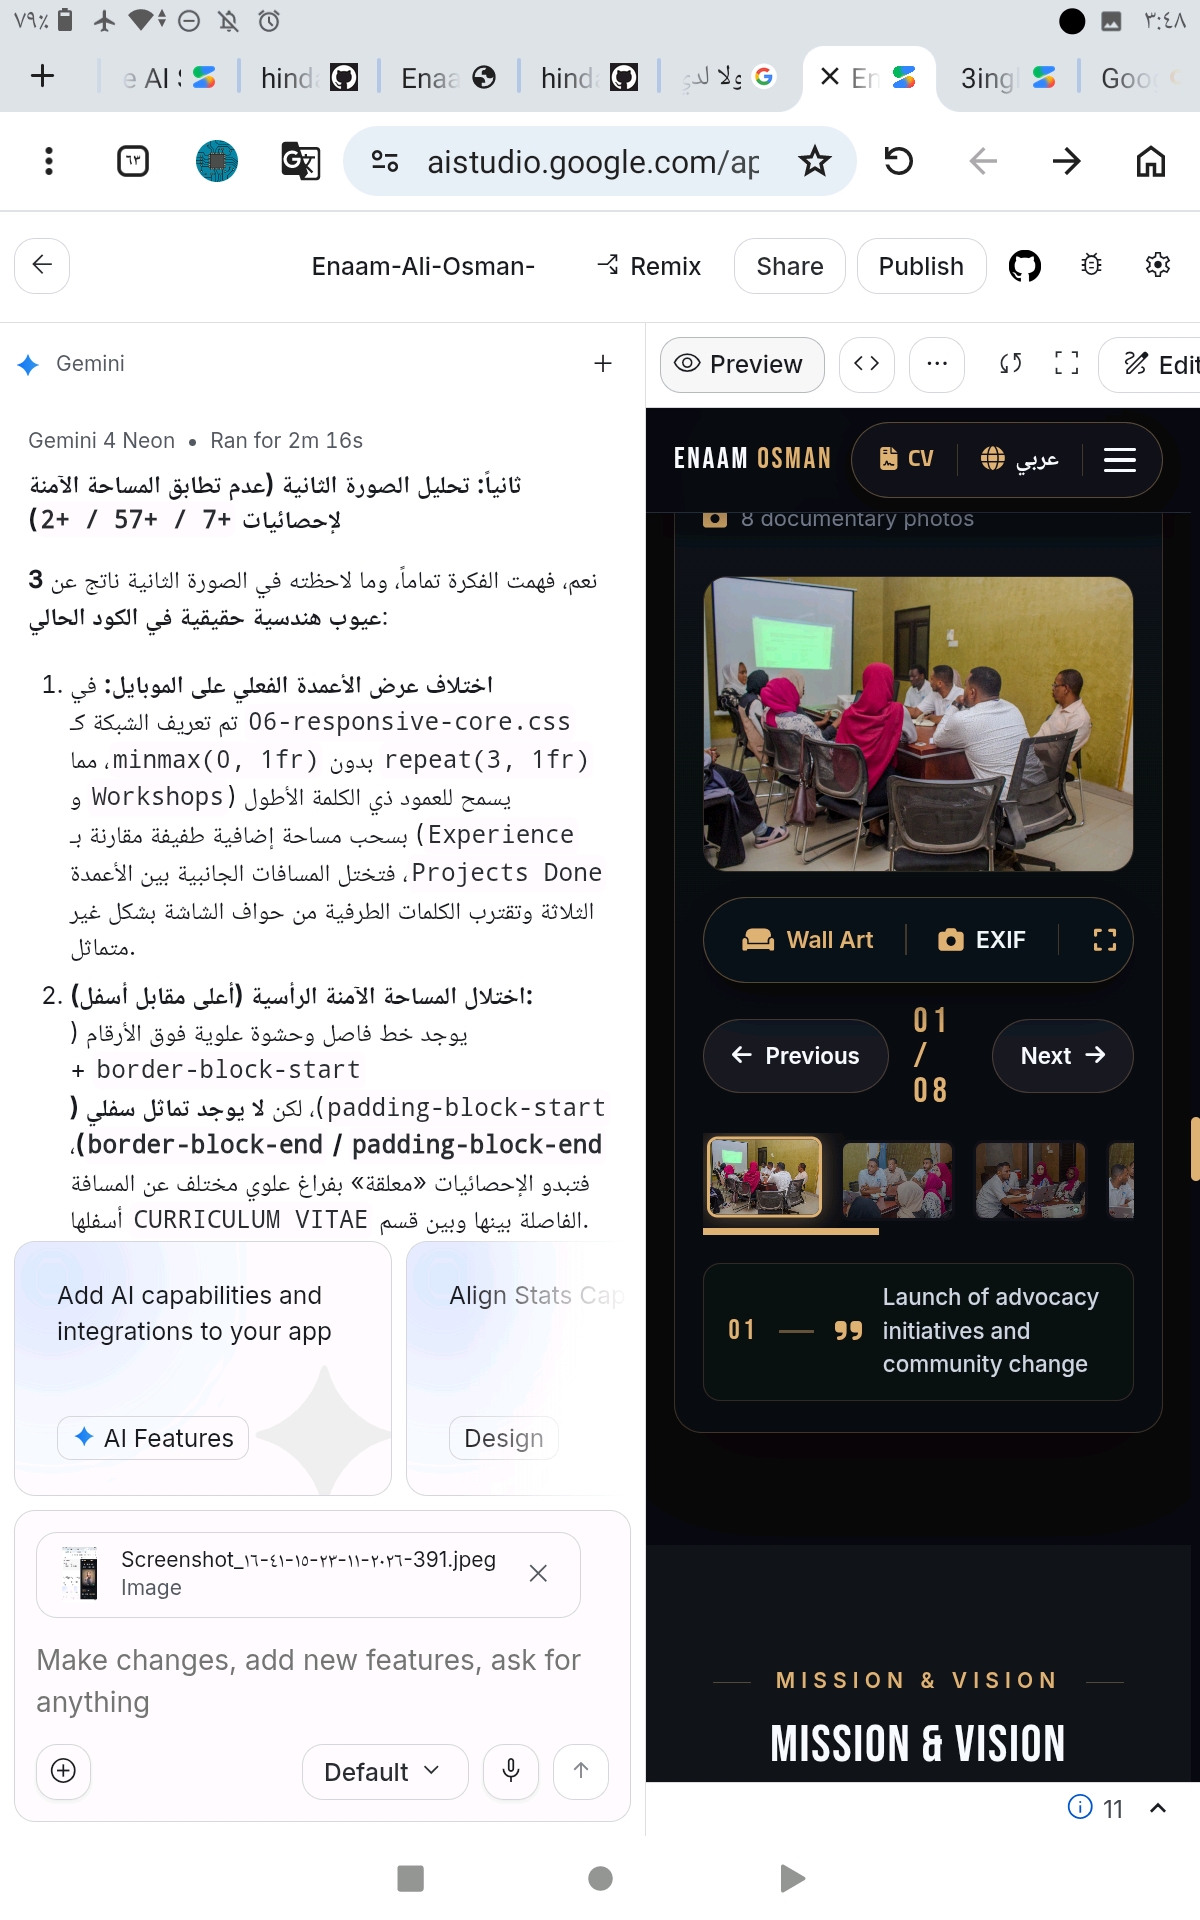 ٧٩٪
٣:٤٨
e AI
hind
Enaa
hind
ولا لدي
En
3ing
Goo
٦٣
aistudio.google.com/ap
Enaam-Ali-Osman-
Remix
Share
Publish
Gemini
Gemini 4 Neon • Ran for 2m 16s
ثانياً: تحليل الصورة الثانية (عدم تطابق المساحة الآمنة
لإحصائيات 7+ / 57+ / 2+)
نعم، فهمت الفكرة تماماً، وما لاحظته في الصورة الثانية ناتج عن 3
عيوب هندسية حقيقية في الكود الحالي:
1. اختلاف عرض الأعمدة الفعلي على الموبايل: في
06-responsive-core.css تم تعريف الشبكة كـ
repeat(3, 1fr) بدون minmax(0, 1fr)، مما
يسمح للعمود ذي الكلمة الأطول (Workshops و
Experience) بسحب مساحة إضافية طفيفة مقارنة بـ
Projects Done، فتختل المسافات الجانبية بين الأعمدة
الثلاثة وتقترب الكلمات الطرفية من حواف الشاشة بشكل غير
متماثل.
2. اختلال المساحة الآمنة الرأسية (أعلى مقابل أسفل):
يوجد خط فاصل وحشوة علوية فوق الأرقام (
border-block-start +
padding-block-start)، لكن لا يوجد تماثل سفلي (
border-block-end / padding-block-end)،
فتبدو الإحصائيات «معلقة» بفراغ علوي مختلف عن المسافة
الفاصلة بينها وبين قسم CURRICULUM VITAE أسفلها.
Add AI capabilities and
integrations to your app
AI Features
Align Stats Cap
Design
Screenshot_٢٠٢٦-١١-٢٣-١٥-٤١-١٦-391.jpeg
Image
Make changes, add new features, ask for
anything
Default
Preview
Edit
ENAAM OSMAN
CV
عربي
8 documentary photos
Wall Art
EXIF
Previous
01
/
08
Next
01
Launch of advocacy
initiatives and
community change
MISSION & VISION
MISSION & VISION
11